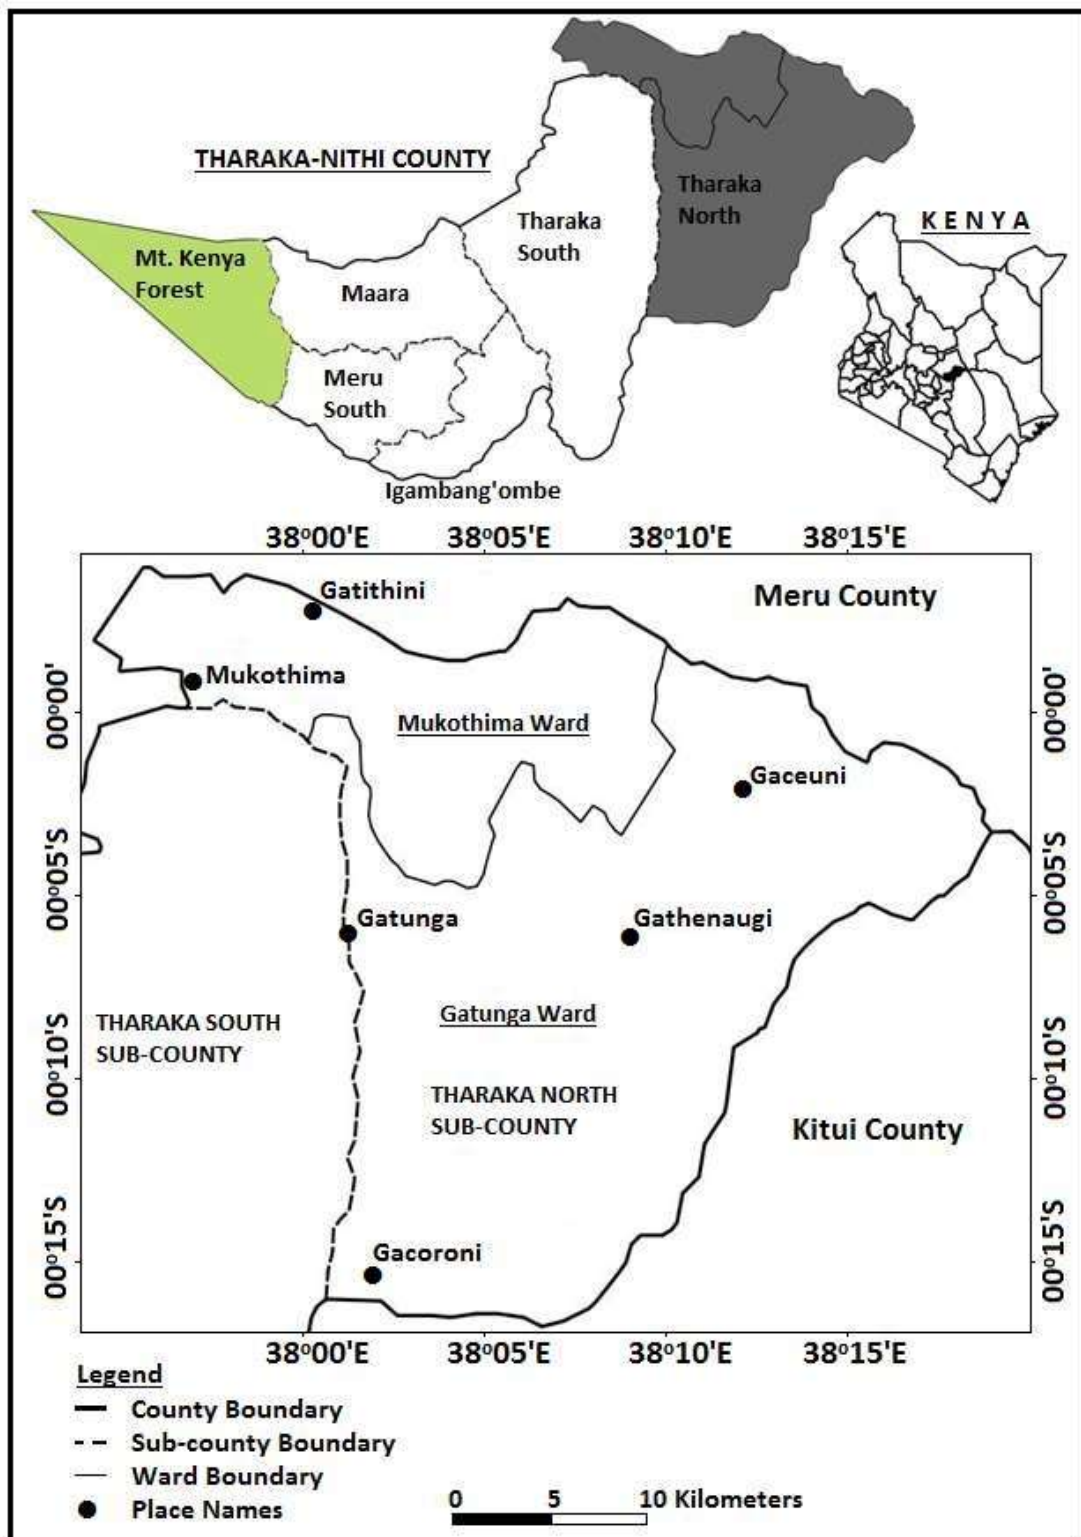 THARAKA-NITHI COUNTY
Tharaka
North
KENYA
Tharaka
South
Mt. Kenya
Forest
Maara
Meru
South
Igambang'ombe
38°00'E 38°05'E 38°10'E 38°15'E
Gatithini
Meru County
Mukothima
00°00'
00°00'
Mukothima Ward
Gaceuni
00°05'S
00°05'S
Gatunga
Gathenaugi
Gatunga Ward
THARAKA SOUTH
SUB-COUNTY
00°10'S
00°10'S
THARAKA NORTH
SUB-COUNTY
Kitui County
00°15'S
00°15'S
Gacoroni
38°00'E 38°05'E 38°10'E 38°15'E
Legend
County Boundary
Sub-county Boundary
Ward Boundary
Place Names
0 5 10 Kilometers